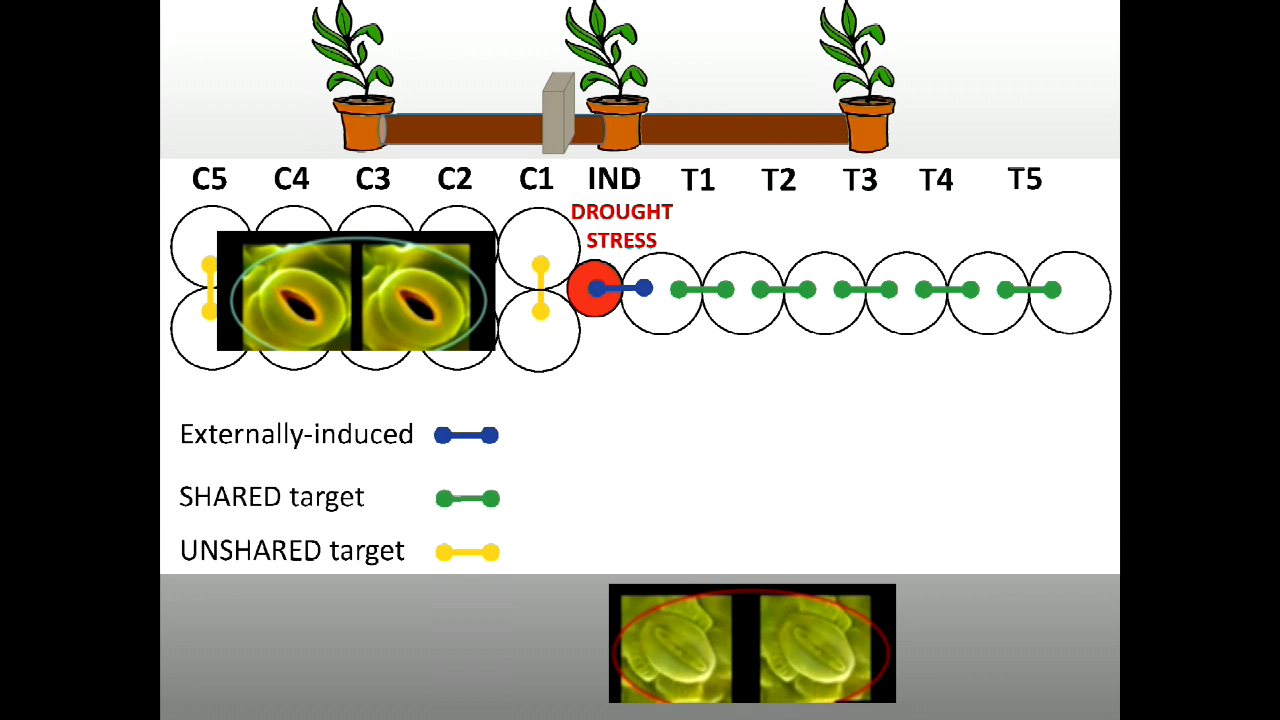 C5 C4 C3 C2 C1 IND T1 T2 T3 T4 T5
DROUGHT
STRESS
Externally-induced
SHARED target
UNSHARED target